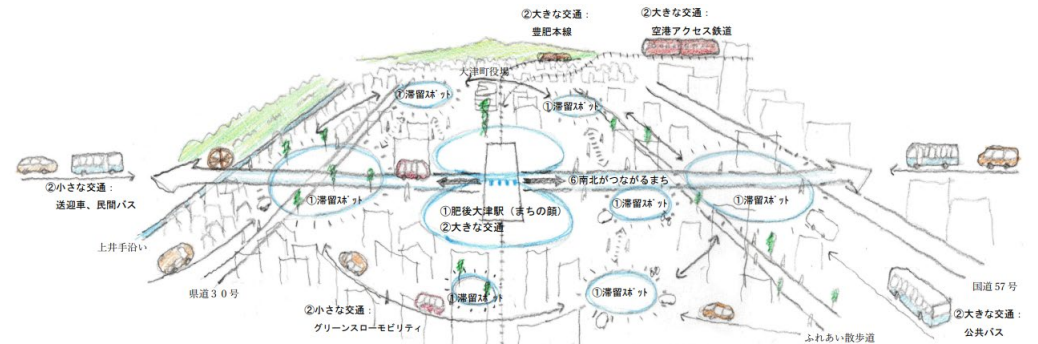 ②大きな交通：
豊肥本線
②大きな交通：
空港アクセス鉄道
大津町役場
①滞留ｽﾎﾟｯﾄ
①滞留ｽﾎﾟｯﾄ
②小さな交通：
送迎車、民間バス
⑥南北がつながるまち
①滞留ｽﾎﾟｯﾄ
①滞留ｽﾎﾟｯﾄ
①滞留ｽﾎﾟｯﾄ
①肥後大津駅（まちの顔）
②大きな交通
上井手沿い
県道３０号
①滞留ｽﾎﾟｯﾄ
①滞留ｽﾎﾟｯﾄ
国道57号
②小さな交通：
グリーンスローモビリティ
②大きな交通：
公共バス
ふれあい散歩道